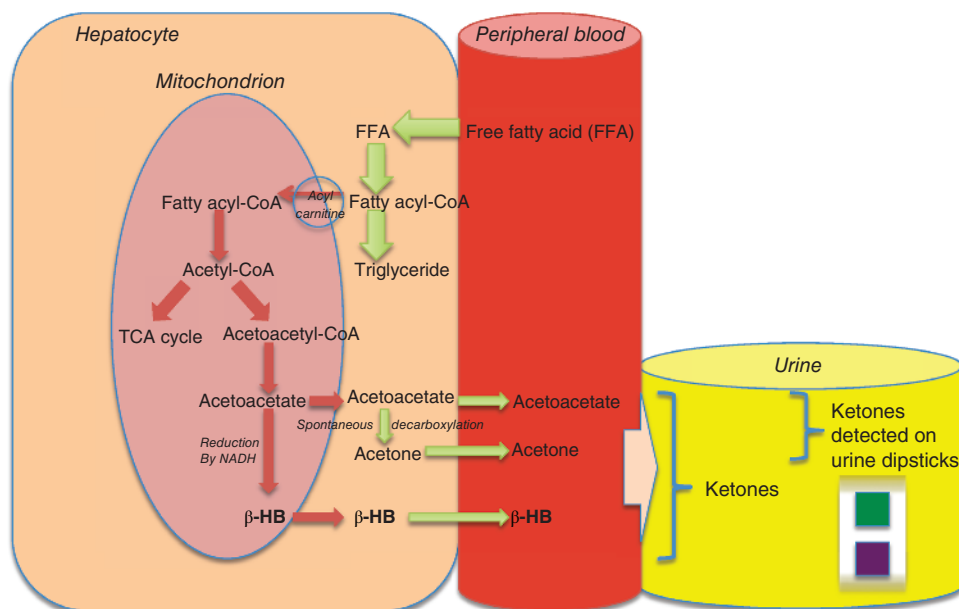 Hepatocyte
Peripheral blood
Mitochondrion
FFA
Free fatty acid (FFA)
Fatty acyl-CoA
Acyl
carnitine
Fatty acyl-CoA
Acetyl-CoA
Triglyceride
TCA cycle
Acetoacetyl-CoA
Urine
Acetoacetate
Acetoacetate
Acetoacetate
Spontaneous decarboxylation
Reduction
By NADH
Acetone
Acetone
Ketones
detected on
urine dipsticks
Ketones
β-HB
β-HB
β-HB